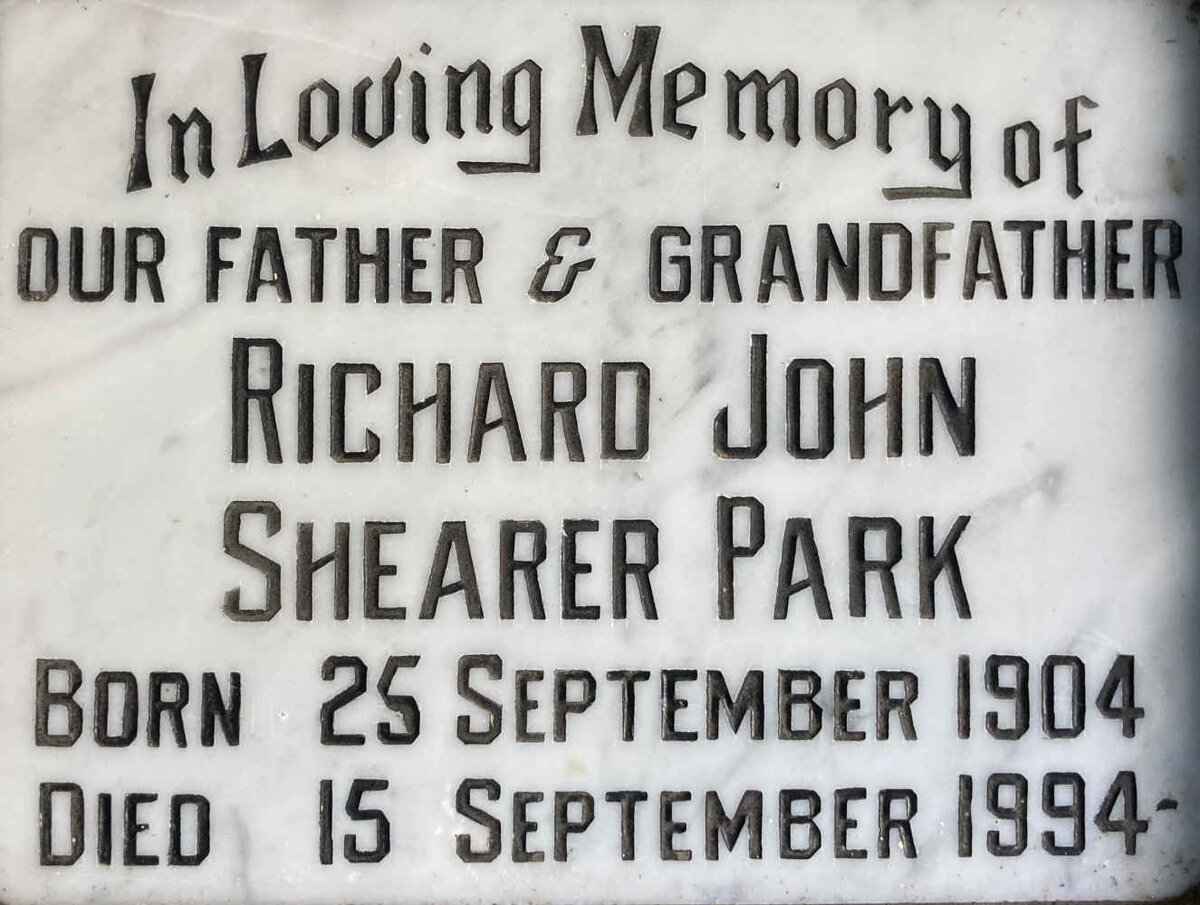 In Loving Memory of
OUR FATHER & GRANDFATHER
RICHARD JOHN
SHEARER PARK
BORN 25 SEPTEMBER 1904
DIED 15 SEPTEMBER 1994